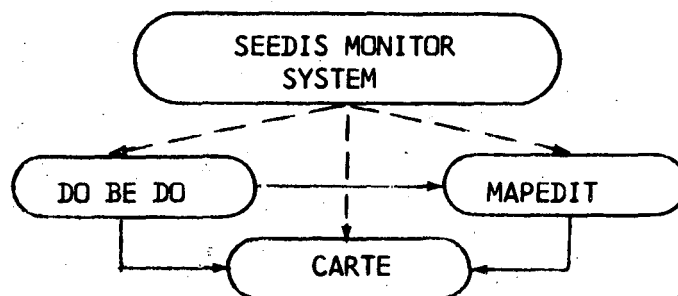 SEEDIS MONITOR
SYSTEM
DO BE DO
MAPEDIT
CARTE